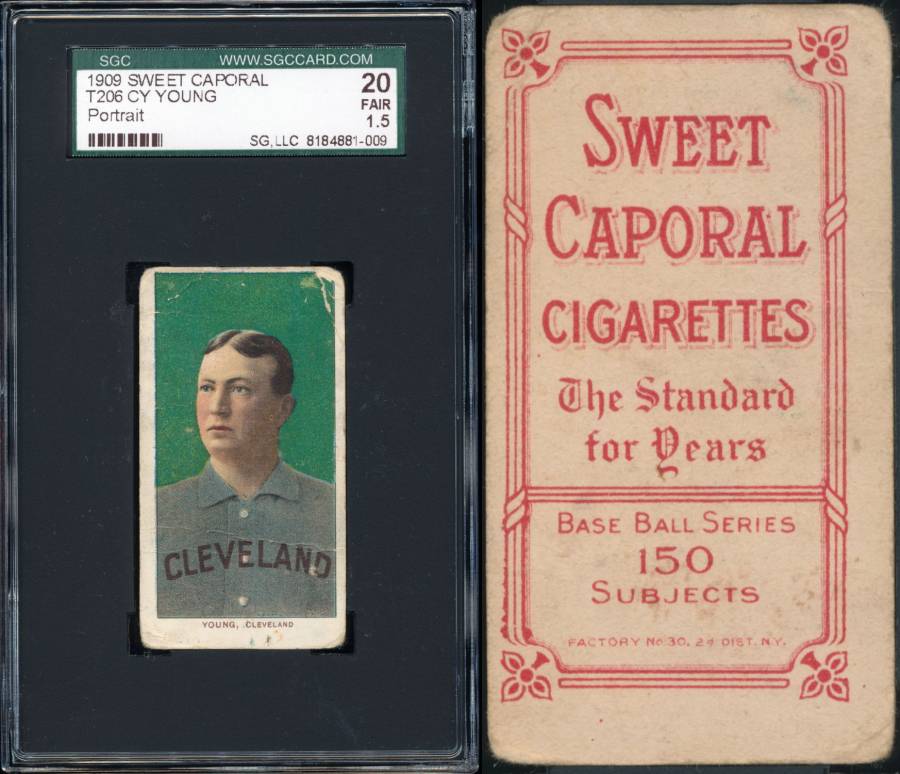 SGC WWW.SGCCARD.COM
1909 SWEET CAPORAL 20
T206 CY YOUNG FAIR
Portrait 1.5
SG,LLC 8184881-009
CLEVELAND
YOUNG, CLEVELAND
SWEET
CAPORAL
CIGARETTES
The Standard
for Years
BASE BALL SERIES
150
SUBJECTS
FACTORY No 30, 2d DIST. N.Y.